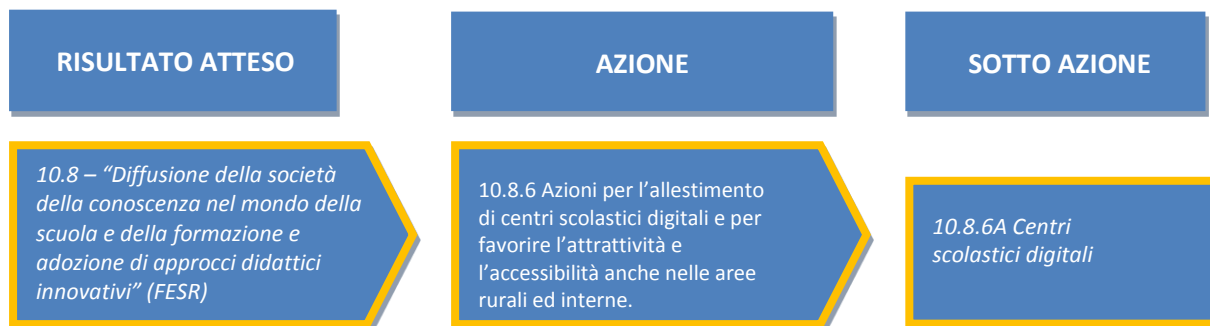 RISULTATO ATTESO
AZIONE
SOTTO AZIONE
10.8 – “Diffusione della società
della conoscenza nel mondo della
scuola e della formazione e
adozione di approcci didattici
innovativi” (FESR)
10.8.6 Azioni per l’allestimento
di centri scolastici digitali e per
favorire l’attrattività e
l’accessibilità anche nelle aree
rurali ed interne.
10.8.6A Centri
scolastici digitali